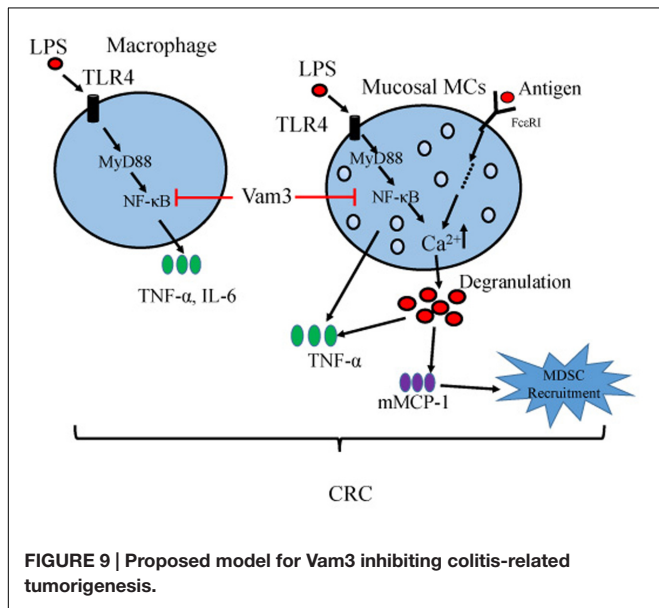 LPS
Macrophage
TLR4
MyD88
NF-κB
TNF-α, IL-6
Vam3
LPS
Mucosal MCs
Antigen
FcεRI
TLR4
MyD88
NF-κB
Ca²⁺
Degranulation
TNF-α
mMCP-1
MDSC
Recruitment
CRC
FIGURE 9 | Proposed model for Vam3 inhibiting colitis-related
tumorigenesis.